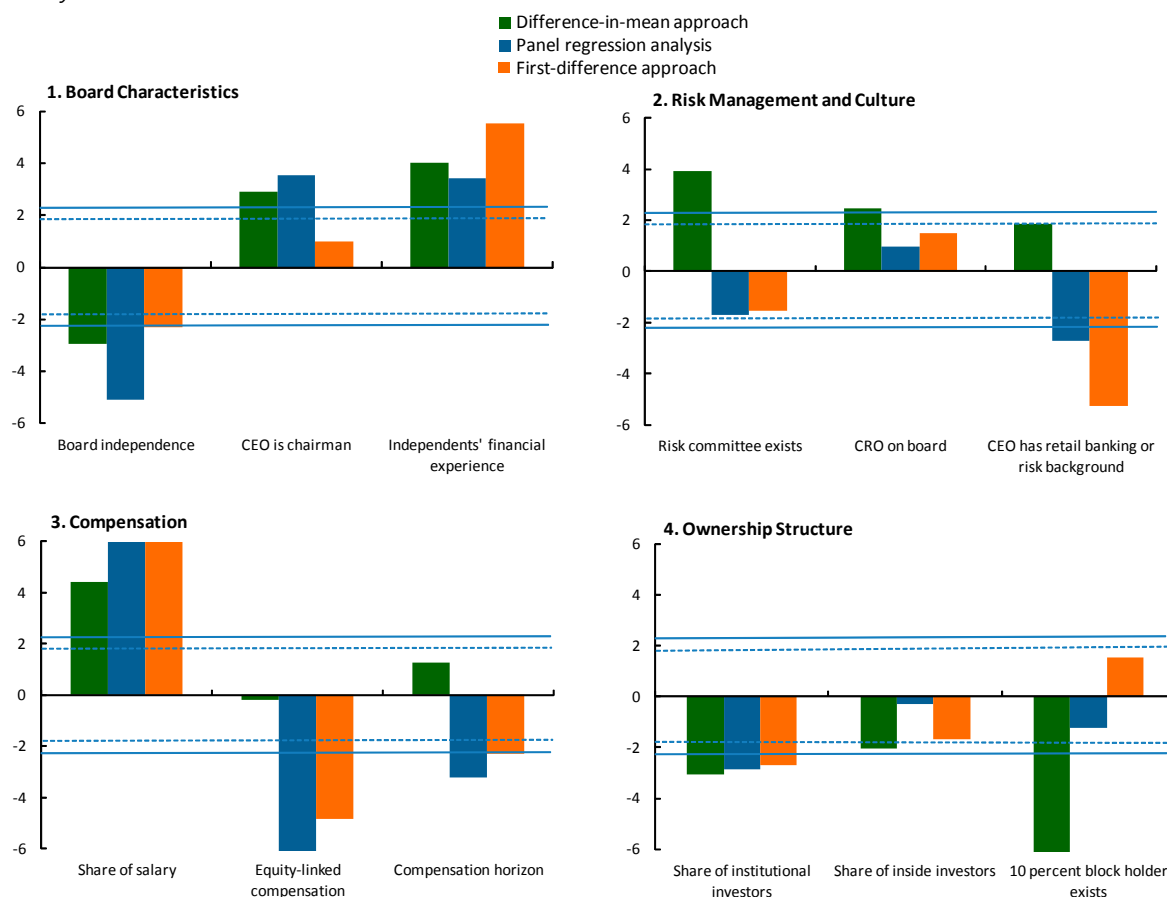 Difference-in-mean approach
Panel regression analysis
First-difference approach
1. Board Characteristics
6
4
2
0
-2
-4
-6
Board independence
CEO is chairman
Independents' financial
experience
2. Risk Management and Culture
6
4
2
0
-2
-4
-6
Risk committee exists
CRO on board
CEO has retail banking or
risk background
3. Compensation
6
4
2
0
-2
-4
-6
Share of salary
Equity-linked
compensation
Compensation horizon
4. Ownership Structure
6
4
2
0
-2
-4
-6
Share of institutional
investors
Share of inside investors
10 percent block holder
exists